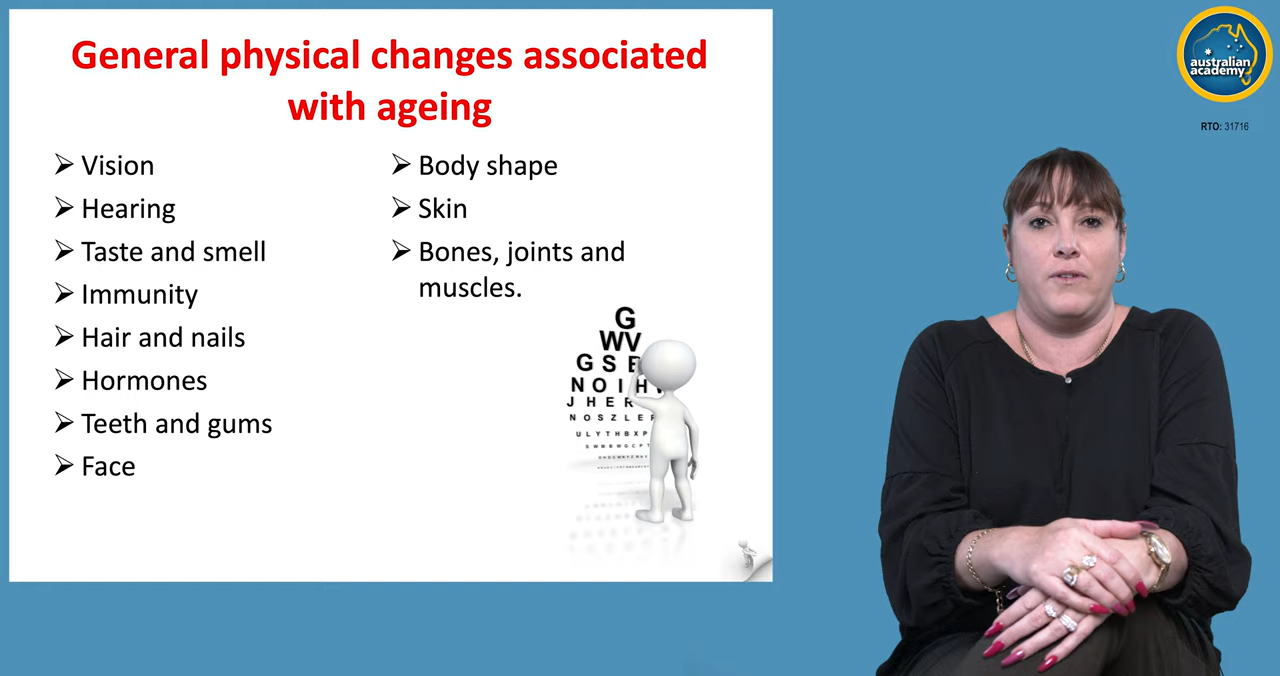 General physical changes associated
with ageing
Vision
Hearing
Taste and smell
Immunity
Hair and nails
Hormones
Teeth and gums
Face
Body shape
Skin
Bones, joints and
muscles.
G
WV
G S
N O I H
J H E R
N O S Z L E
U L Y T H B X P
australian
academy
RTO: 31716